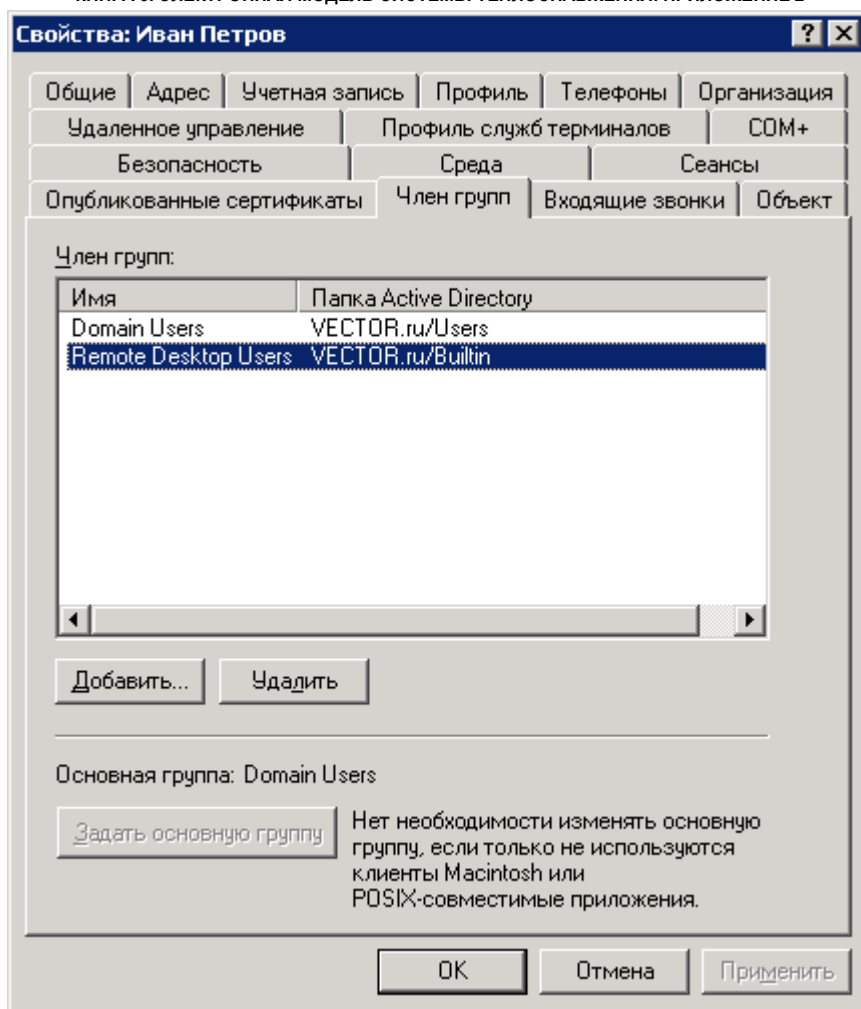 Свойства: Иван Петров
Общие Адрес Учетная запись Профиль Телефоны Организация
Удаленное управление Профиль служб терминалов COM+
Безопасность Среда Сеансы
Опубликованные сертификаты Член групп Входящие звонки Объект
Член групп:
Имя Папка Active Directory
Domain Users VECTOR.ru/Users
Remote Desktop Users VECTOR.ru/Builtin
Добавить... Удалить
Основная группа: Domain Users
Задать основную группу
Нет необходимости изменять основную
группу, если только не используются
клиенты Macintosh или
POSIX-совместимые приложения.
OK Отмена Применить